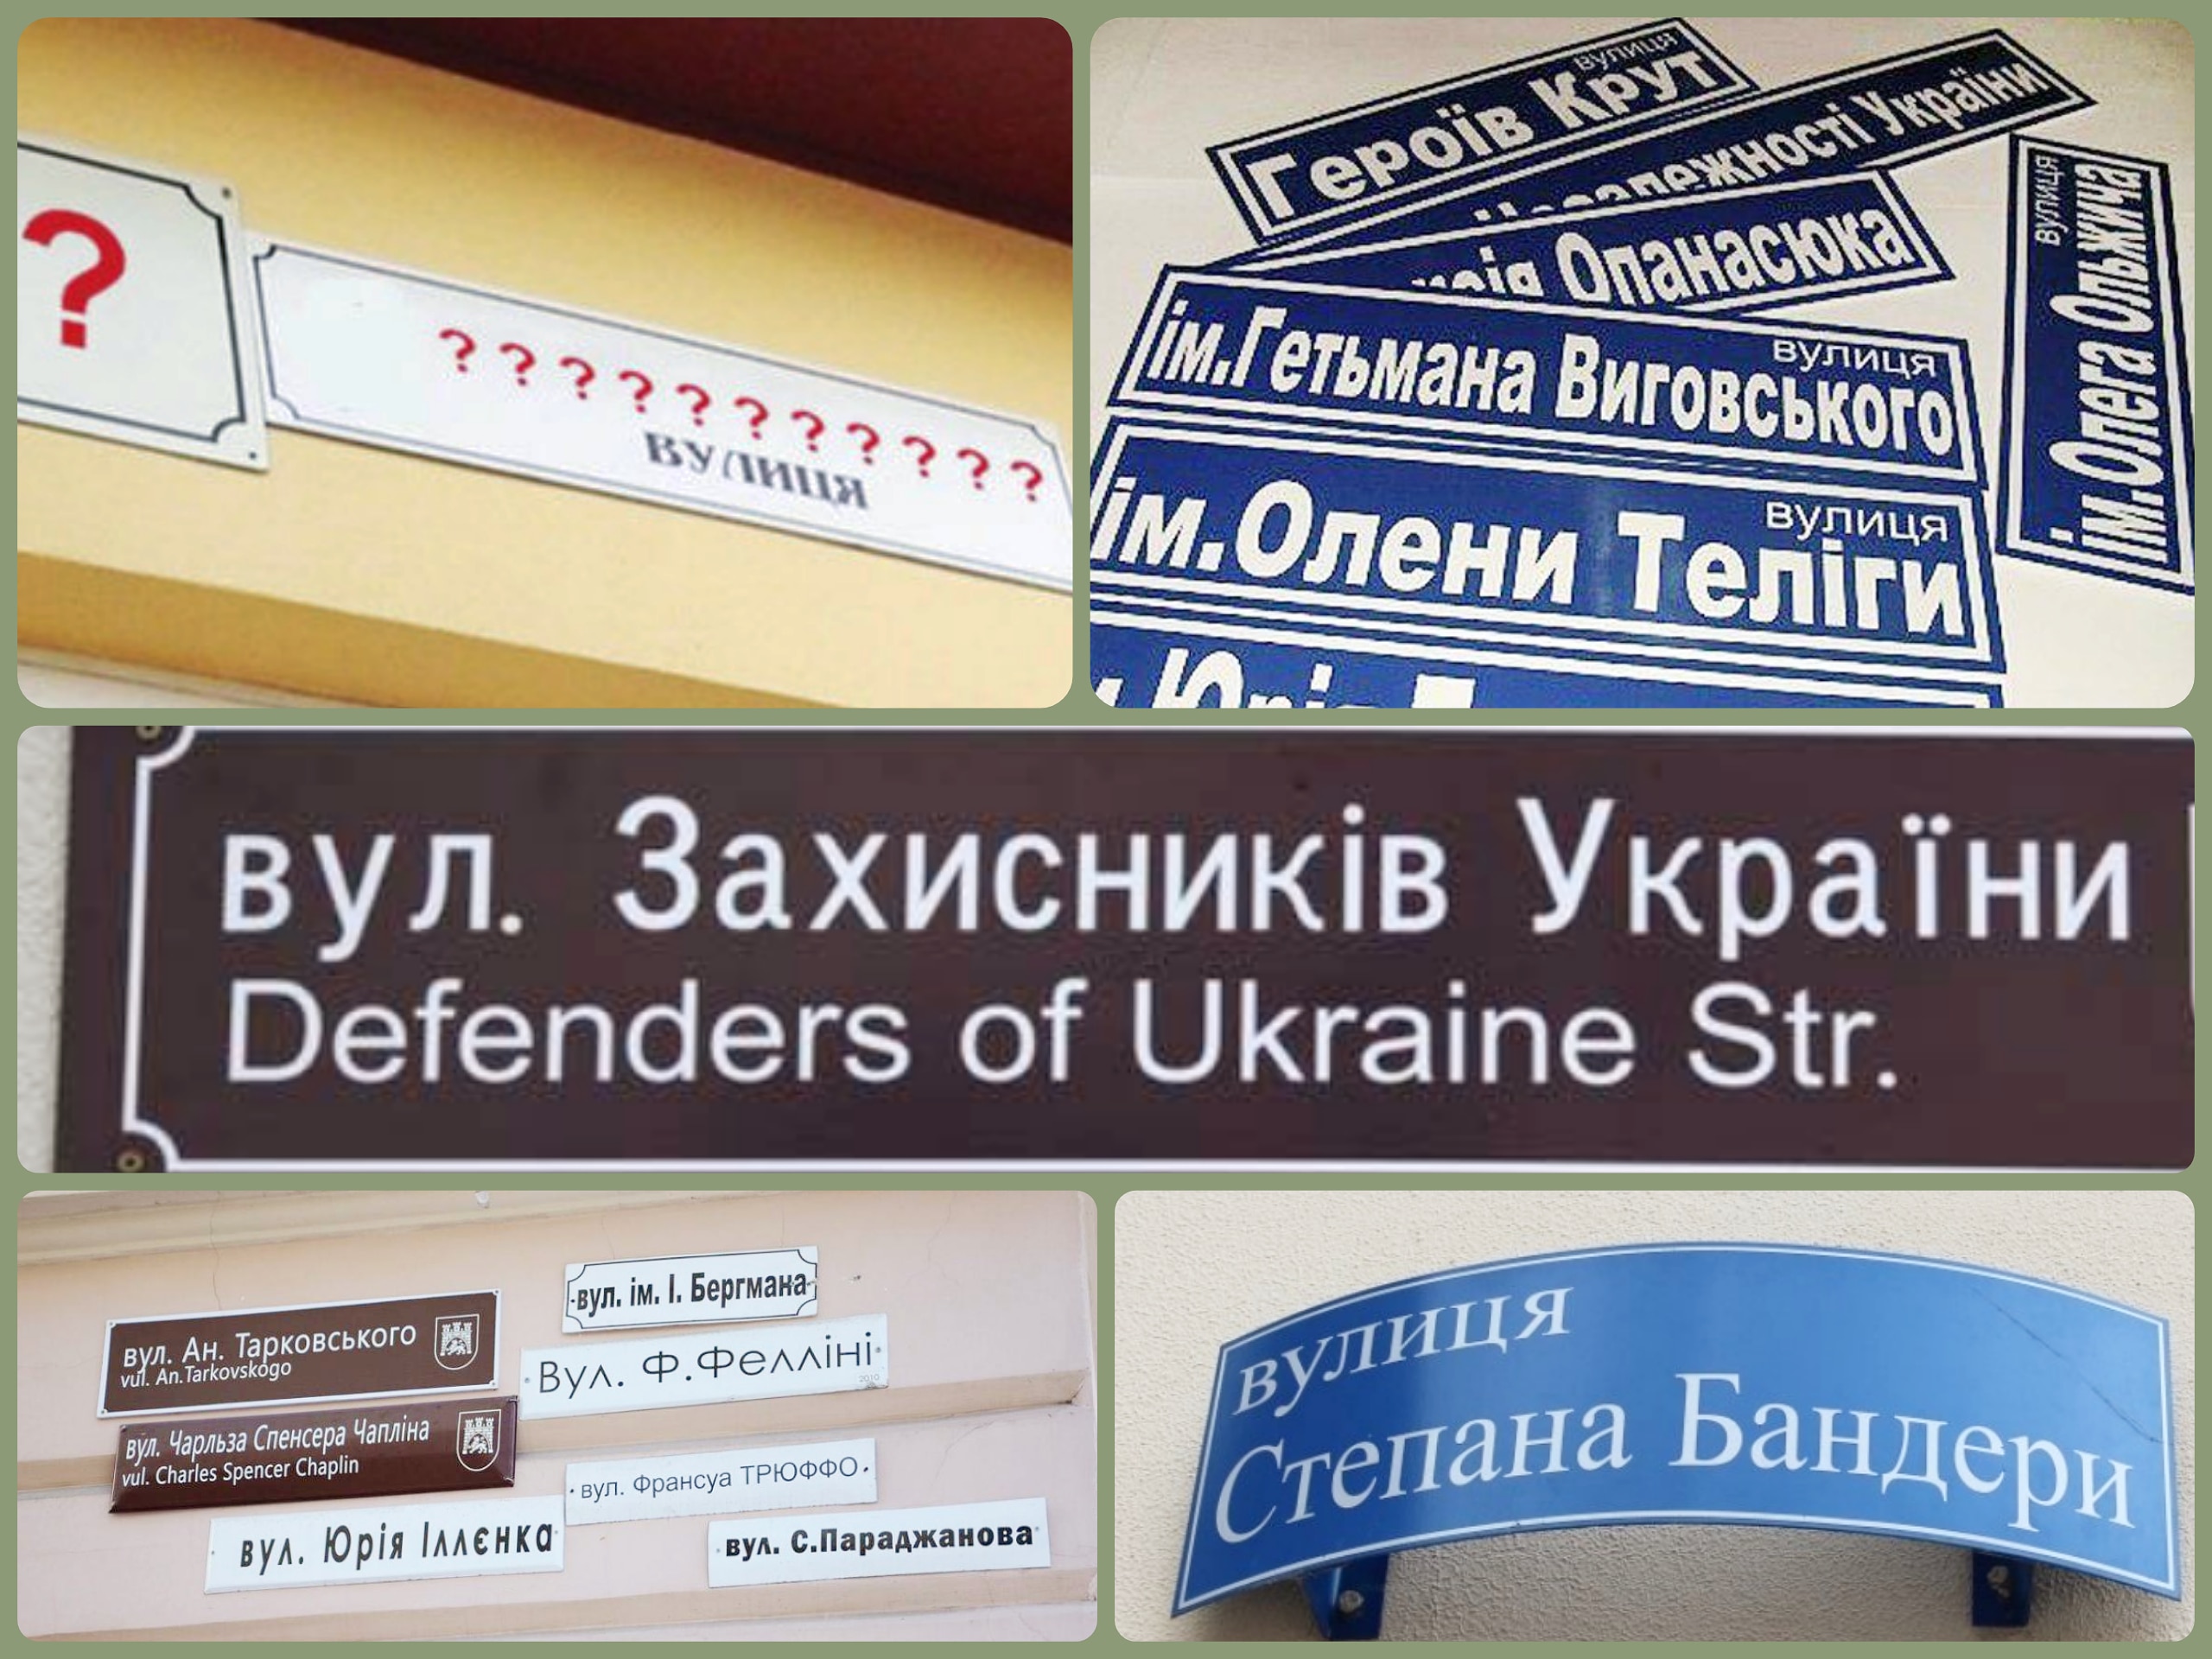 ?
??????????
ВУЛИЦЯ
вулиця
Героїв Крут
Незалежності України
Опанасюка
вулиця
ім.Гетьмана Виговського
вулиця
ім.Олени Теліги
вулиця
ім.Олега Ольжича
вул. Захисників України
Defenders of Ukraine Str.
вул. Ан. Тарковського
vul. An.Tarkovskogo
вул. Чарльза Спенсера Чапліна
vul. Charles Spencer Chaplin
вул. Юрія Іллєнка
вул. ім. І. Бергмана
Вул. Ф.Фелліні
2010
вул. Франсуа ТРЮФФО
вул. С.Параджанова
вулиця
Степана Бандери